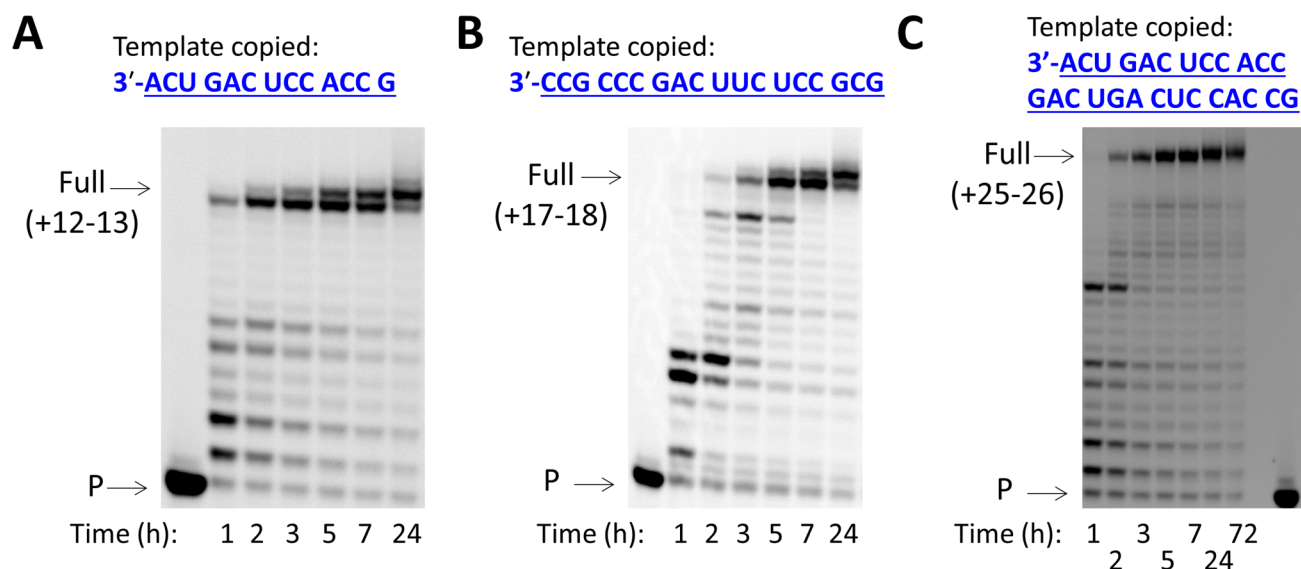 A
Template copied:
3′-ACU GAC UCC ACC G
Full
(+12-13)
P
Time (h): 1 2 3 5 7 24
B
Template copied:
3′-CCG CCC GAC UUC UCC GCG
Full
(+17-18)
P
Time (h): 1 2 3 5 7 24
C
Template copied:
3’-ACU GAC UCC ACC
GAC UGA CUC CAC CG
Full
(+25-26)
P
Time (h): 1 3 7 72
2 5 24